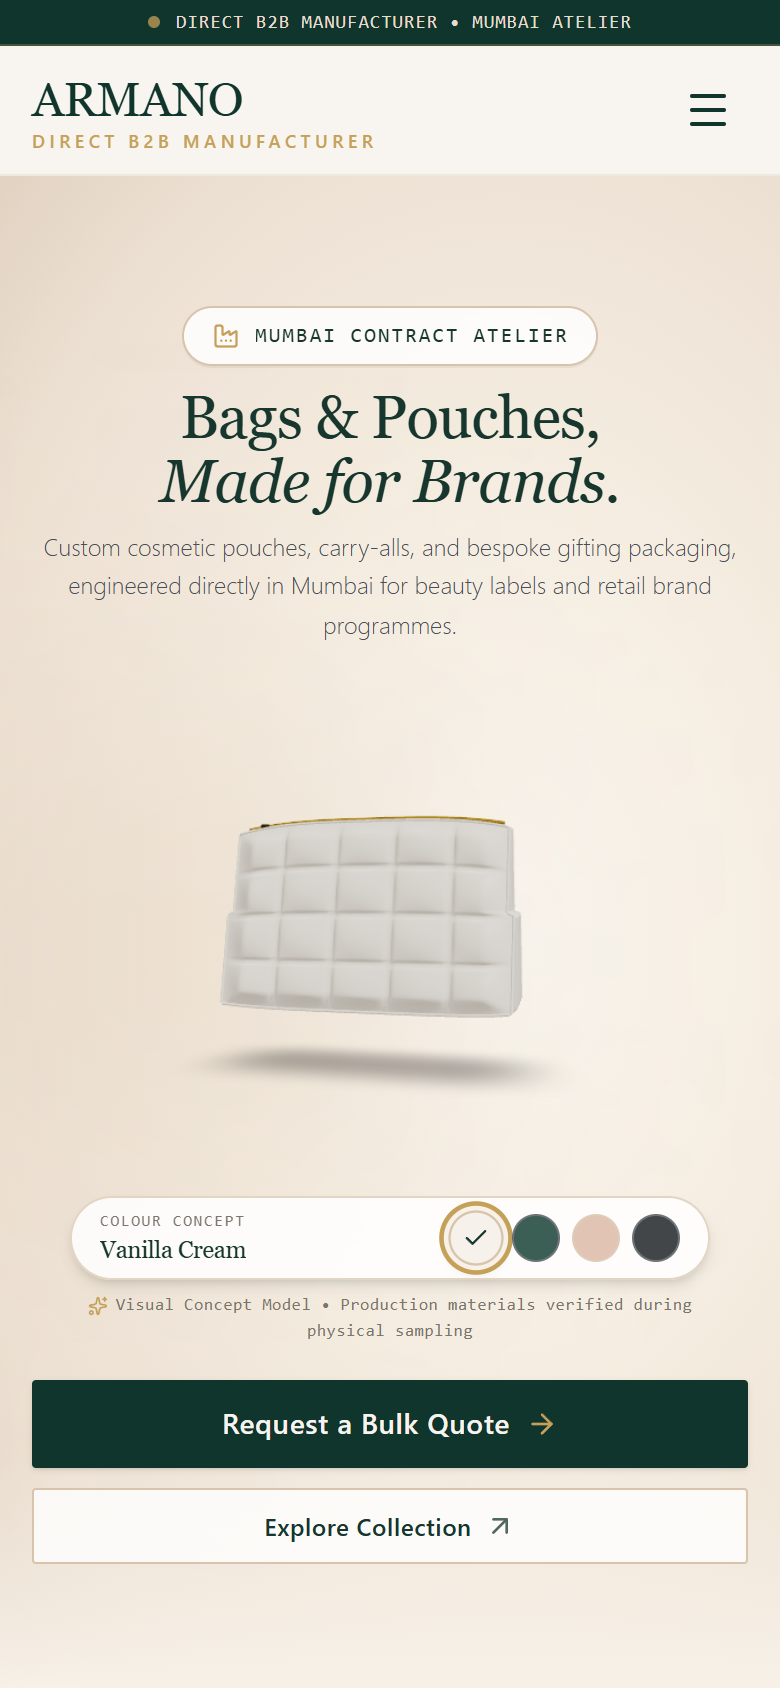 DIRECT B2B MANUFACTURER • MUMBAI ATELIER
ARMANO
DIRECT B2B MANUFACTURER
MUMBAI CONTRACT ATELIER
Bags & Pouches,
Made for Brands.
Custom cosmetic pouches, carry-alls, and bespoke gifting packaging,
engineered directly in Mumbai for beauty labels and retail brand
programmes.
COLOUR CONCEPT
Vanilla Cream
Visual Concept Model • Production materials verified during
physical sampling
Request a Bulk Quote
Explore Collection